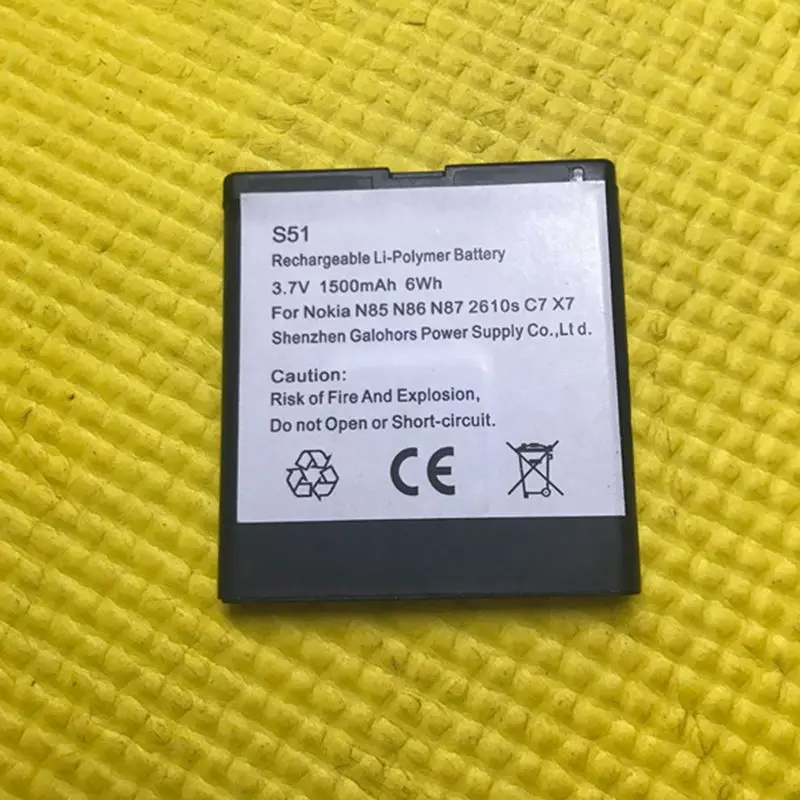 S51
Rechargeable Li-Polymer Battery
3.7V 1500mAh 6Wh
For Nokia N85 N86 N87 2610s C7 X7
Shenzhen Galohors Power Supply Co.,Lt d.
Caution:
Risk of Fire And Explosion,
Do not Open or Short-circuit.
CE